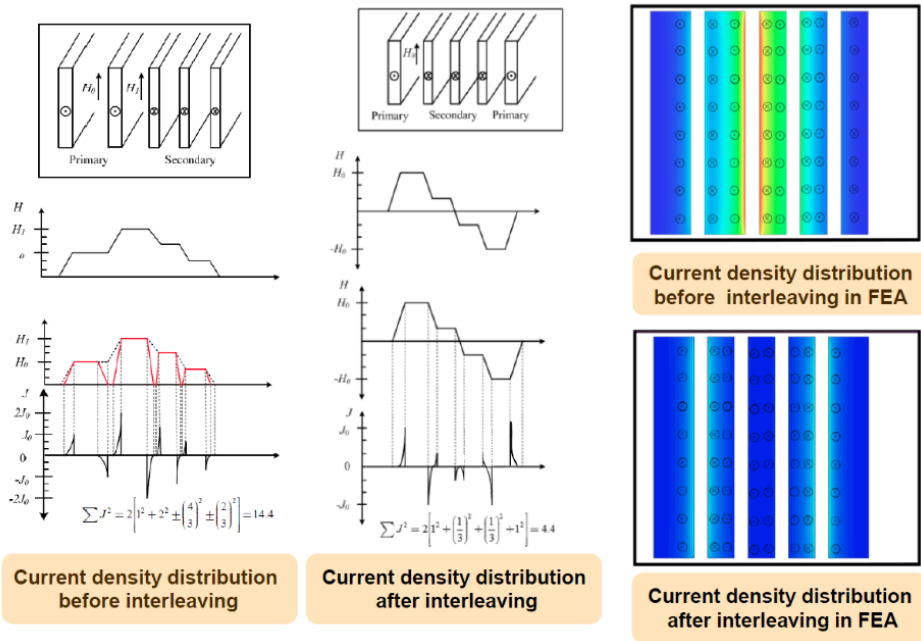 H₀
H₁
Primary
Secondary
H
H₁
o
H₁
H₀
J
2J₀
J₀
0
-J₀
-2J₀
∑J² = 2[1² + 2² ± (4/3)² ± (2/3)²] = 14.4
Current density distribution
before interleaving
H₀
Primary
Secondary
Primary
H
H₀
-H₀
H
H₀
-H₀
J
J₀
0
-J₀
∑J² = 2[1² + (1/3)² + (1/3)² + 1²] = 4.4
Current density distribution
after interleaving
Current density distribution
before interleaving in FEA
Current density distribution
after interleaving in FEA